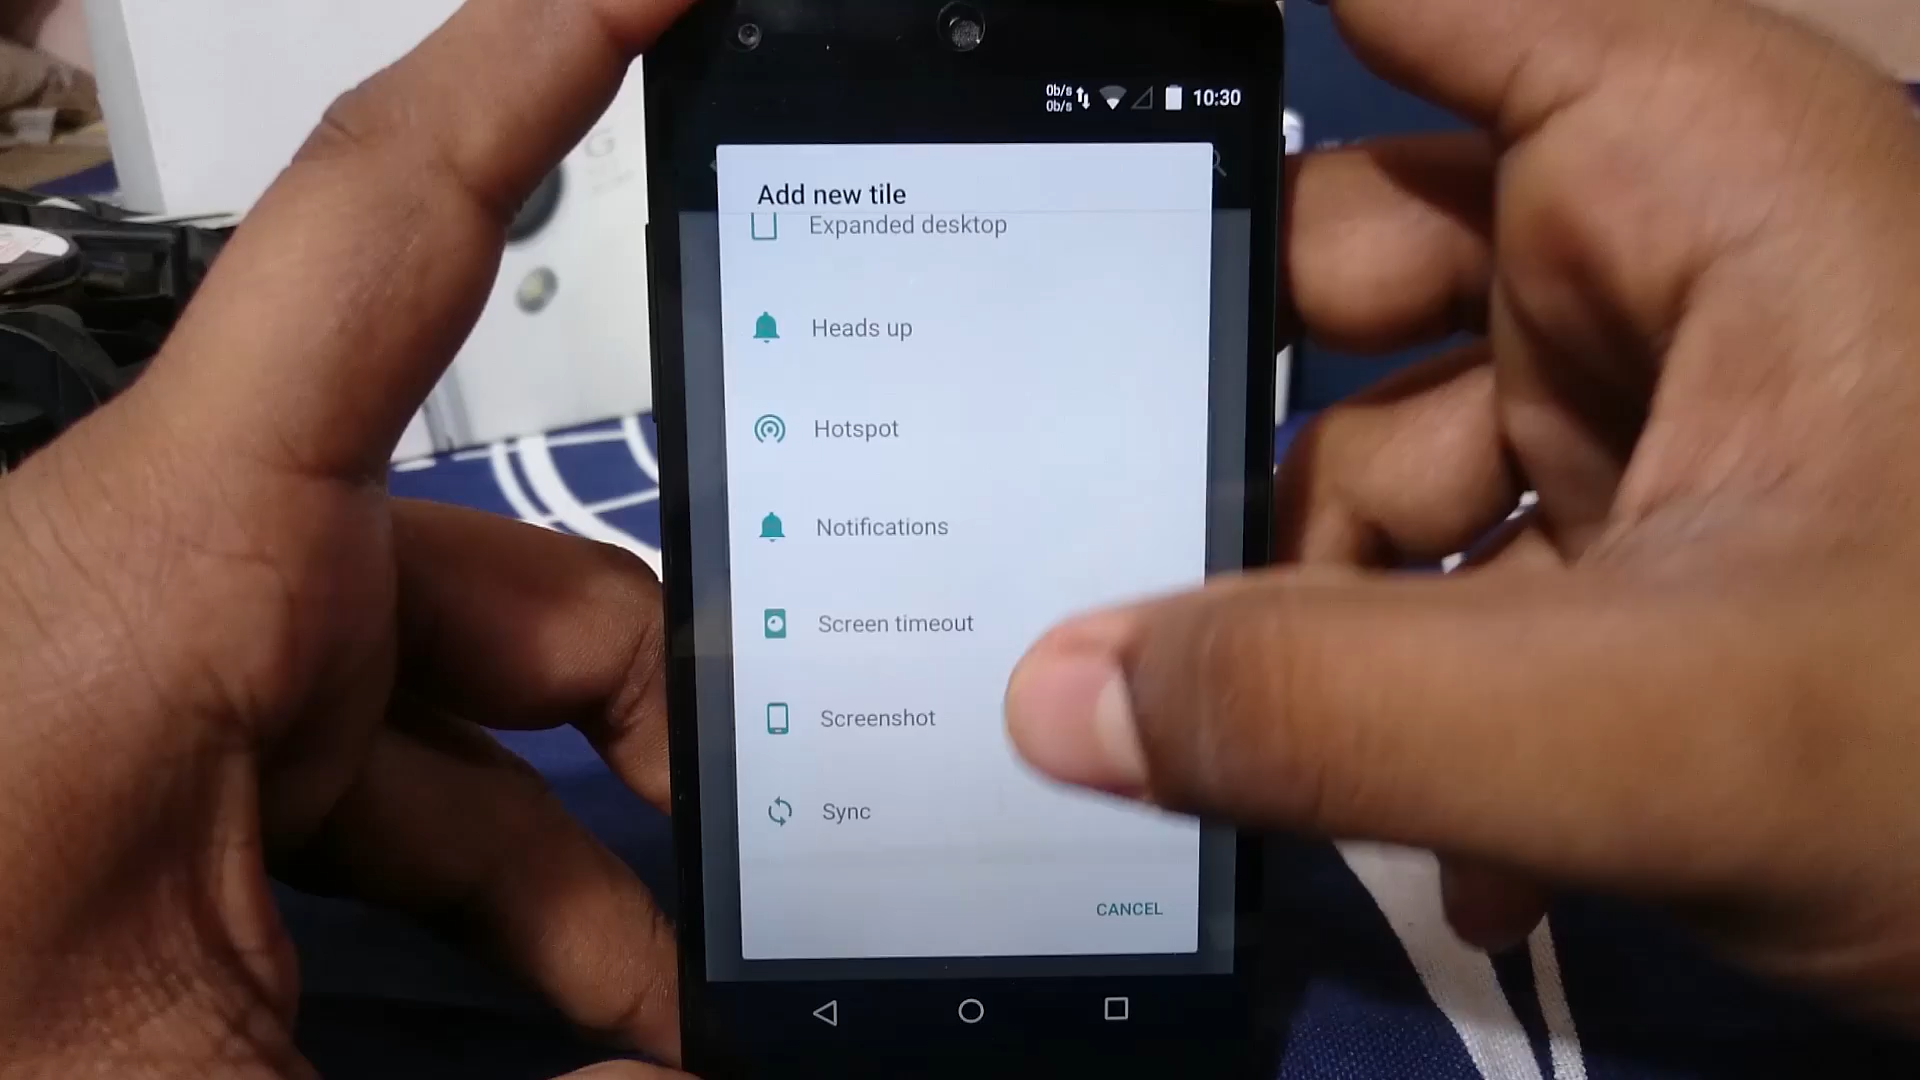 0b/s
0b/s
10:30
Add new tile
Expanded desktop
Heads up
Hotspot
Notifications
Screen timeout
Screenshot
Sync
CANCEL
G